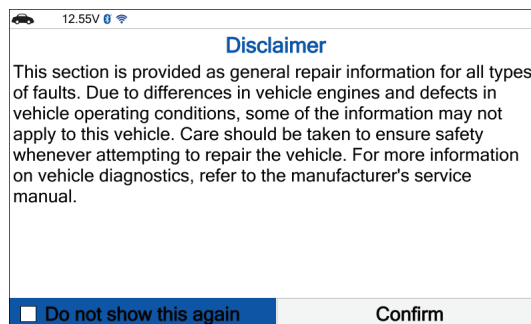 12.55V
Disclaimer
This section is provided as general repair information for all types
of faults. Due to differences in vehicle engines and defects in
vehicle operating conditions, some of the information may not
apply to this vehicle. Care should be taken to ensure safety
whenever attempting to repair the vehicle. For more information
on vehicle diagnostics, refer to the manufacturer's service
manual.
Do not show this again Confirm